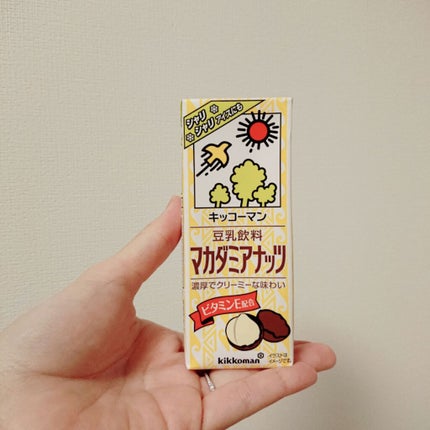 シャリ
シャリ アイスにも
キッコーマン
豆乳飲料
マカダミアナッツ
濃厚でクリーミーな味わい
ビタミンE配合
kikkoman
イラストは
イメージです。